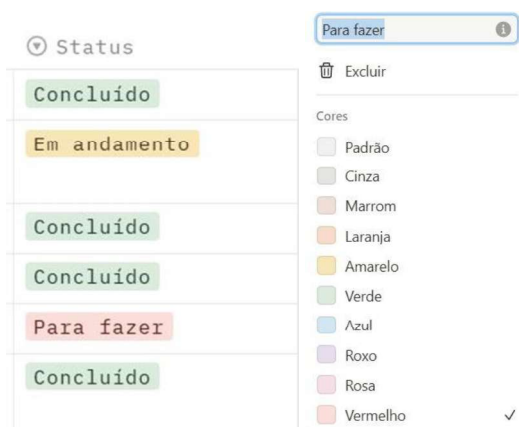 Status
Concluído
Em andamento
Concluído
Concluído
Para fazer
Concluído
Para fazer
Excluir
Cores
Padrão
Cinza
Marrom
Laranja
Amarelo
Verde
Azul
Roxo
Rosa
Vermelho